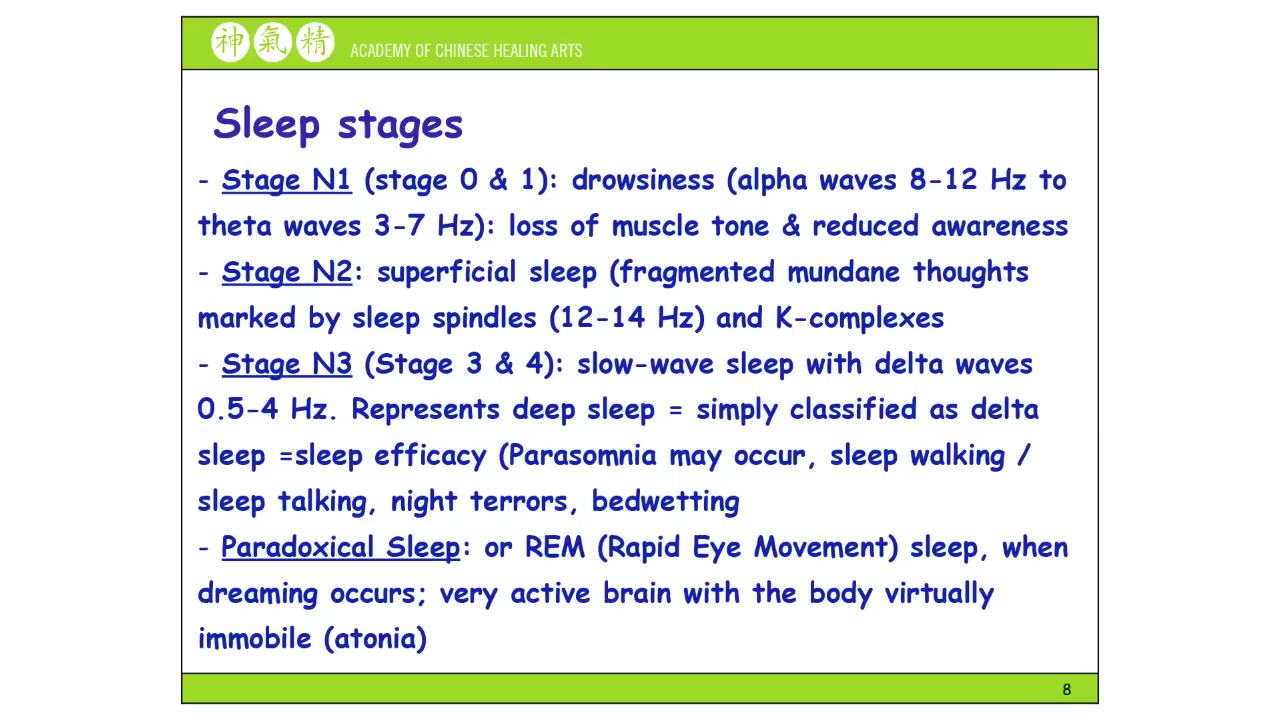 神 氣 精 ACADEMY OF CHINESE HEALING ARTS
Sleep stages
- Stage N1 (stage 0 & 1): drowsiness (alpha waves 8-12 Hz to
theta waves 3-7 Hz): loss of muscle tone & reduced awareness
- Stage N2: superficial sleep (fragmented mundane thoughts
marked by sleep spindles (12-14 Hz) and K-complexes
- Stage N3 (Stage 3 & 4): slow-wave sleep with delta waves
0.5-4 Hz. Represents deep sleep = simply classified as delta
sleep =sleep efficacy (Parasomnia may occur, sleep walking /
sleep talking, night terrors, bedwetting
- Paradoxical Sleep: or REM (Rapid Eye Movement) sleep, when
dreaming occurs; very active brain with the body virtually
immobile (atonia)
8